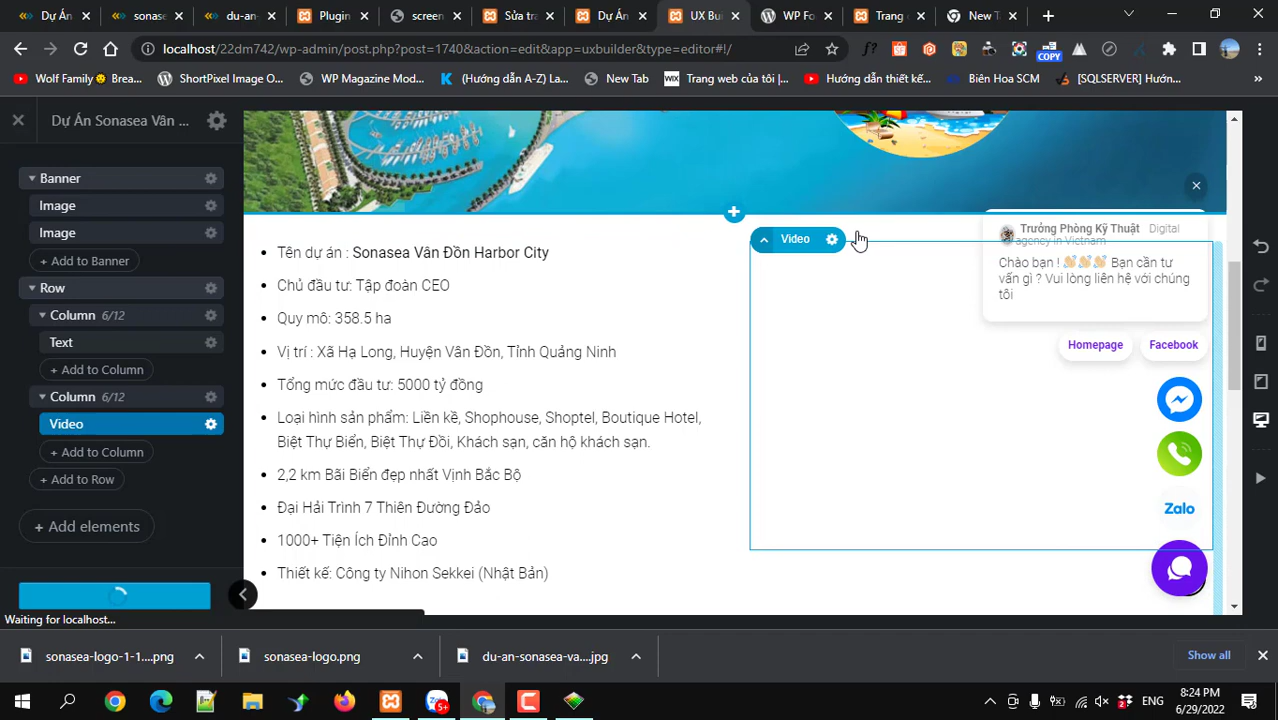 Dự Án
sonase
du-an-
Plugin
screen
Sửa tra
Dự Án
UX Bui
WP Fo
Trang c
New Ta
localhost/22dm742/wp-admin/post.php?post=1740&action=edit&app=uxbuilder&type=editor#!/
f?
COPY
Wolf Family Brea...
ShortPixel Image O...
WP Magazine Mod...
(Hướng dẫn A-Z) La...
New Tab
WIX
Trang web của tôi |...
Hướng dẫn thiết kế...
Biên Hoa SCM
[SQLSERVER] Hướn...
Dự Án Sonasea Vân ...
Banner
Image
Image
+ Add to Banner
Row
Column 6/12
Text
+ Add to Column
Column 6/12
Video
+ Add to Column
+ Add to Row
+ Add elements
Tên dự án : Sonasea Vân Đồn Harbor City
Chủ đầu tư: Tập đoàn CEO
Quy mô: 358.5 ha
Vị trí : Xã Hạ Long, Huyện Vân Đồn, Tỉnh Quảng Ninh
Tổng mức đầu tư: 5000 tỷ đồng
Loại hình sản phẩm: Liền kề, Shophouse, Shoptel, Boutique Hotel,
Biệt Thự Biển, Biệt Thự Đồi, Khách sạn, căn hộ khách sạn.
2,2 km Bãi Biển đẹp nhất Vịnh Bắc Bộ
Đại Hải Trình 7 Thiên Đường Đảo
1000+ Tiện Ích Đỉnh Cao
Thiết kế: Công ty Nihon Sekkei (Nhật Bản)
Video
Trưởng Phòng Kỹ Thuật Digital
agency in Vietnam
Chào bạn ! 👋👋👋 Bạn cần tư
vấn gì ? Vui lòng liên hệ với chúng
tôi
Homepage
Facebook
Zalo
Waiting for localhost...
sonasea-logo-1-1....png
sonasea-logo.png
du-an-sonasea-va....jpg
Show all
5+
2
ENG
8:24 PM
6/29/2022